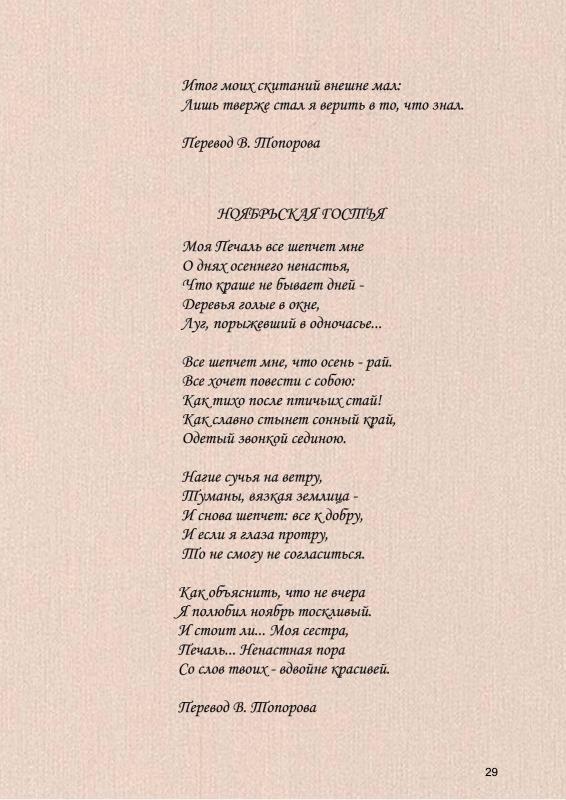 Итог моих скитаний внешне мал:
Лишь тверже стал я верить в то, что знал.
Перевод В. Топорова
НОЯБРЬСКАЯ ГОСТЬЯ
Моя Печаль все шепчет мне
О днях осеннего ненастья,
Что краше не бывает дней -
Деревья голые в окне,
Луг, порыжевший в одночасье...
Все шепчет мне, что осень - рай.
Все хочет повести с собою:
Как тихо после птичьих стай!
Как славно стынет сонный край,
Одетый звонкой сединою.
Нагие сучья на ветру,
Туманы, вязкая землица -
И снова шепчет: все к добру,
И если я глаза протру,
То не смогу не согласиться.
Как объяснить, что не вчера
Я полюбил ноябрь тоскливый.
И стоит ли... Моя сестра,
Печаль... Ненастная пора
Со слов твоих - вдвойне красивей.
Перевод В. Топорова
29